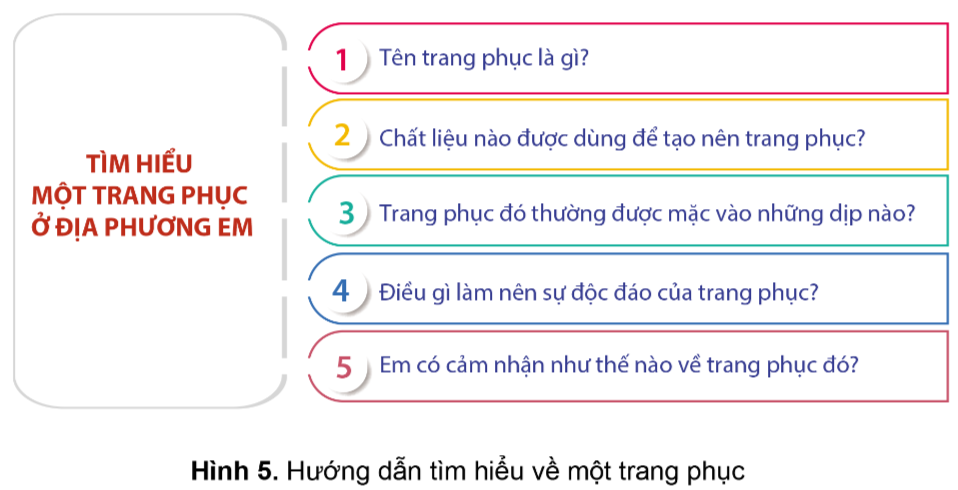 TÌM HIỂU
MỘT TRANG PHỤC
Ở ĐỊA PHƯƠNG EM
1 Tên trang phục là gì?
2 Chất liệu nào được dùng để tạo nên trang phục?
3 Trang phục đó thường được mặc vào những dịp nào?
4 Điều gì làm nên sự độc đáo của trang phục?
5 Em có cảm nhận như thế nào về trang phục đó?
Hình 5. Hướng dẫn tìm hiểu về một trang phục